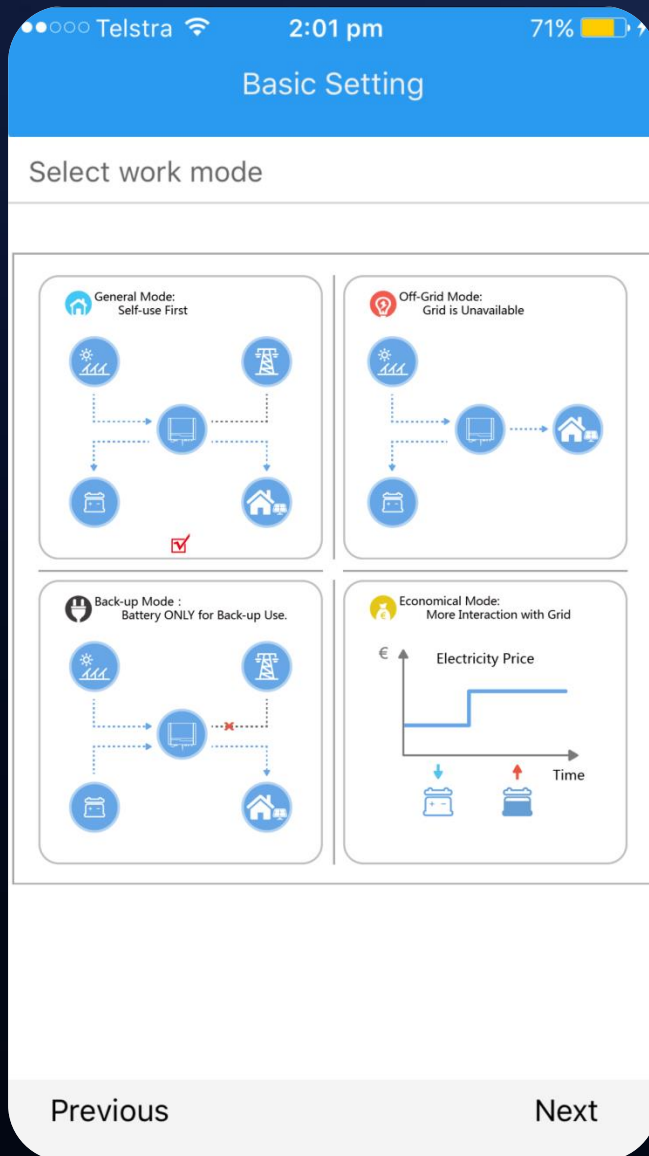 Telstra 2:01 pm 71%
Basic Setting
Select work mode
General Mode:
Self-use First
Off-Grid Mode:
Grid is Unavailable
Back-up Mode :
Battery ONLY for Back-up Use.
Economical Mode:
More Interaction with Grid
€ Electricity Price
Time
Previous Next